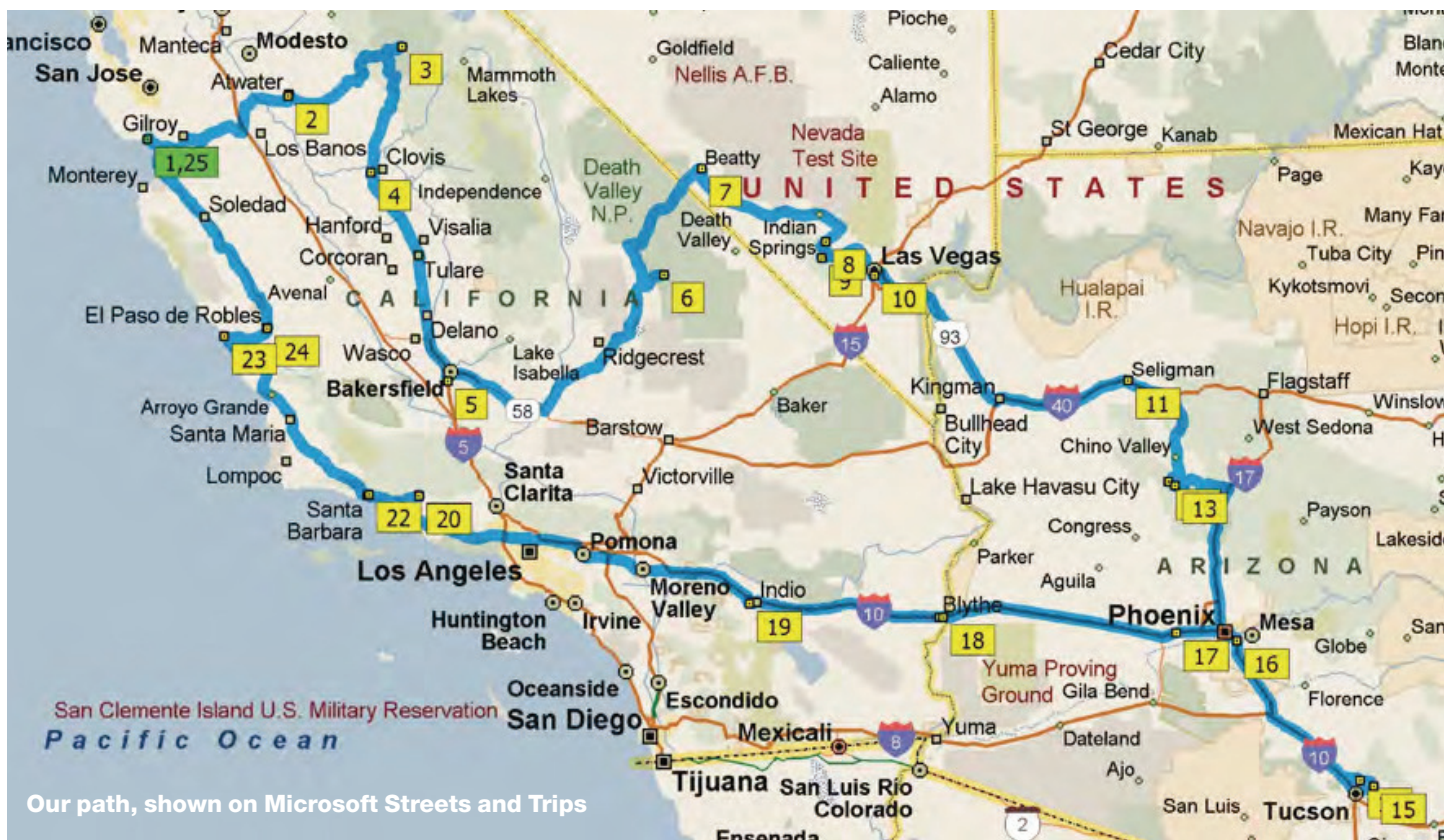 Pioche
ancisco
Manteca
Modesto
Goldfield
Cedar City
San Jose
3
Mammoth
Lakes
Nellis A.F.B.
Caliente
Atwater
2
Alamo
Gilroy
Los Banos
Nevada
Test Site
St George
Kanab
Mexican Hat
1,25
Clovis
Death
Valley
N.P.
Beatty
Monterey
4
Independence
7
UNITED STATES
Page
Soledad
Hanford
Visalia
Death
Valley
Indian
Springs
Many Far
Navajo I.R.
Corcoran
Tulare
8
9
Las Vegas
Tuba City
Avenal
CALIFORNIA
6
10
Hualapai
I.R.
Kykotsmovi
El Paso de Robles
Delano
93
Hopi I.R.
23
24
Wasco
Lake
Isabella
Ridgecrest
15
Bakersfield
5
58
Kingman
Seligman
Flagstaff
Arroyo Grande
Baker
40
11
Winslow
Santa Maria
5
Barstow
Bullhead
City
Chino Valley
West Sedona
Lompoc
Santa
Clarita
Victorville
Lake Havasu City
17
Santa
Barbara
22
20
13
Payson
Congress
Pomona
Parker
Lakeside
Los Angeles
Aguila
ARIZONA
Moreno
Valley
Indio
Huntington
Beach
Irvine
19
10
Blythe
Phoenix
Mesa
18
17
16
Globe
San
Oceanside
Escondido
Yuma Proving
Ground
Gila Bend
Florence
San Clemente Island U.S. Military Reservation
San Diego
Pacific Ocean
Mexicali
8
Yuma
Dateland
10
Tijuana
San Luis Rio
Colorado
Ajo
Our path, shown on Microsoft Streets and Trips
San Luis
Tucson
15
2
Ensenada